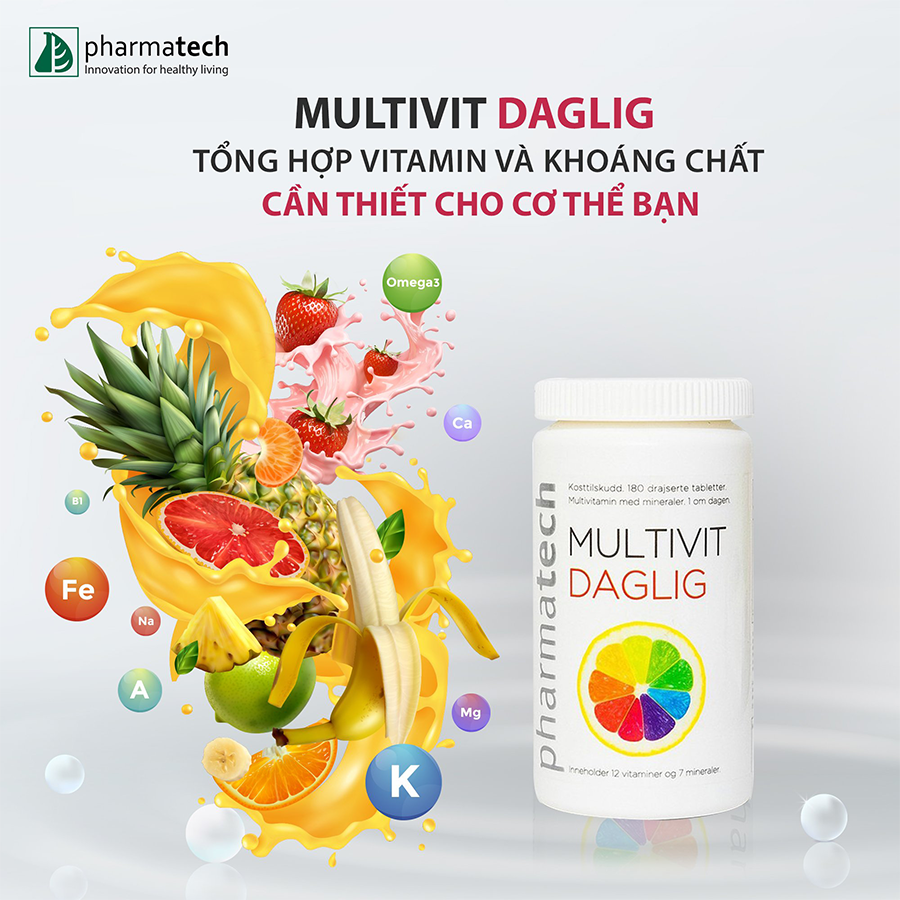 pharmatech
Innovation for healthy living
MULTIVIT DAGLIG
TỔNG HỢP VITAMIN VÀ KHOÁNG CHẤT
CẦN THIẾT CHO CƠ THỂ BẠN
Omega3
Ca
B1
Fe
Na
A
Mg
K
Kosttilskudd. 180 drajserte tabletter.
Multivitamin med mineraler. 1 om dagen.
MULTIVIT
DAGLIG
pharmatech
Inneholder 12 vitaminer og 7 mineraler.